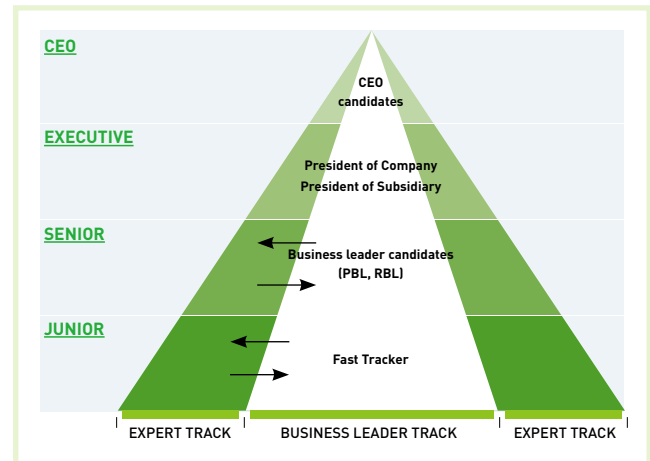 CEO
CEO
candidates
EXECUTIVE
President of Company
President of Subsidiary
SENIOR
Business leader candidates
(PBL, RBL)
JUNIOR
Fast Tracker
EXPERT TRACK
BUSINESS LEADER TRACK
EXPERT TRACK